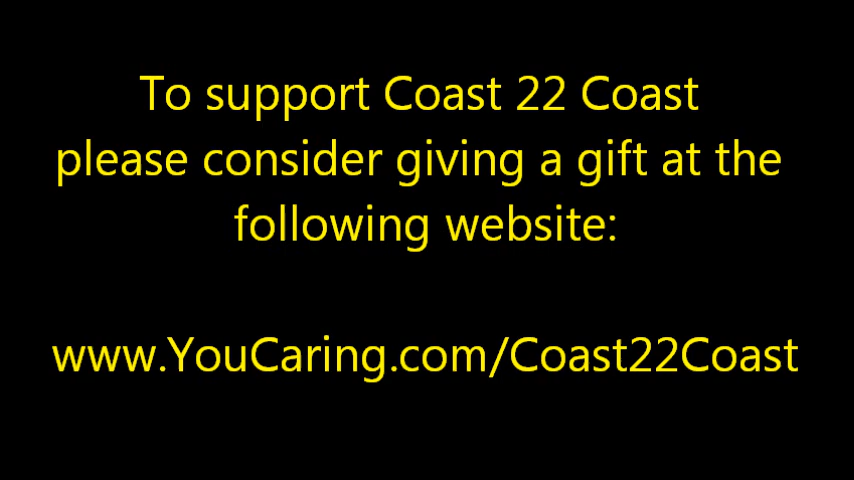 To support Coast 22 Coast
please consider giving a gift at the
following website:
www.YouCaring.com/Coast22Coast